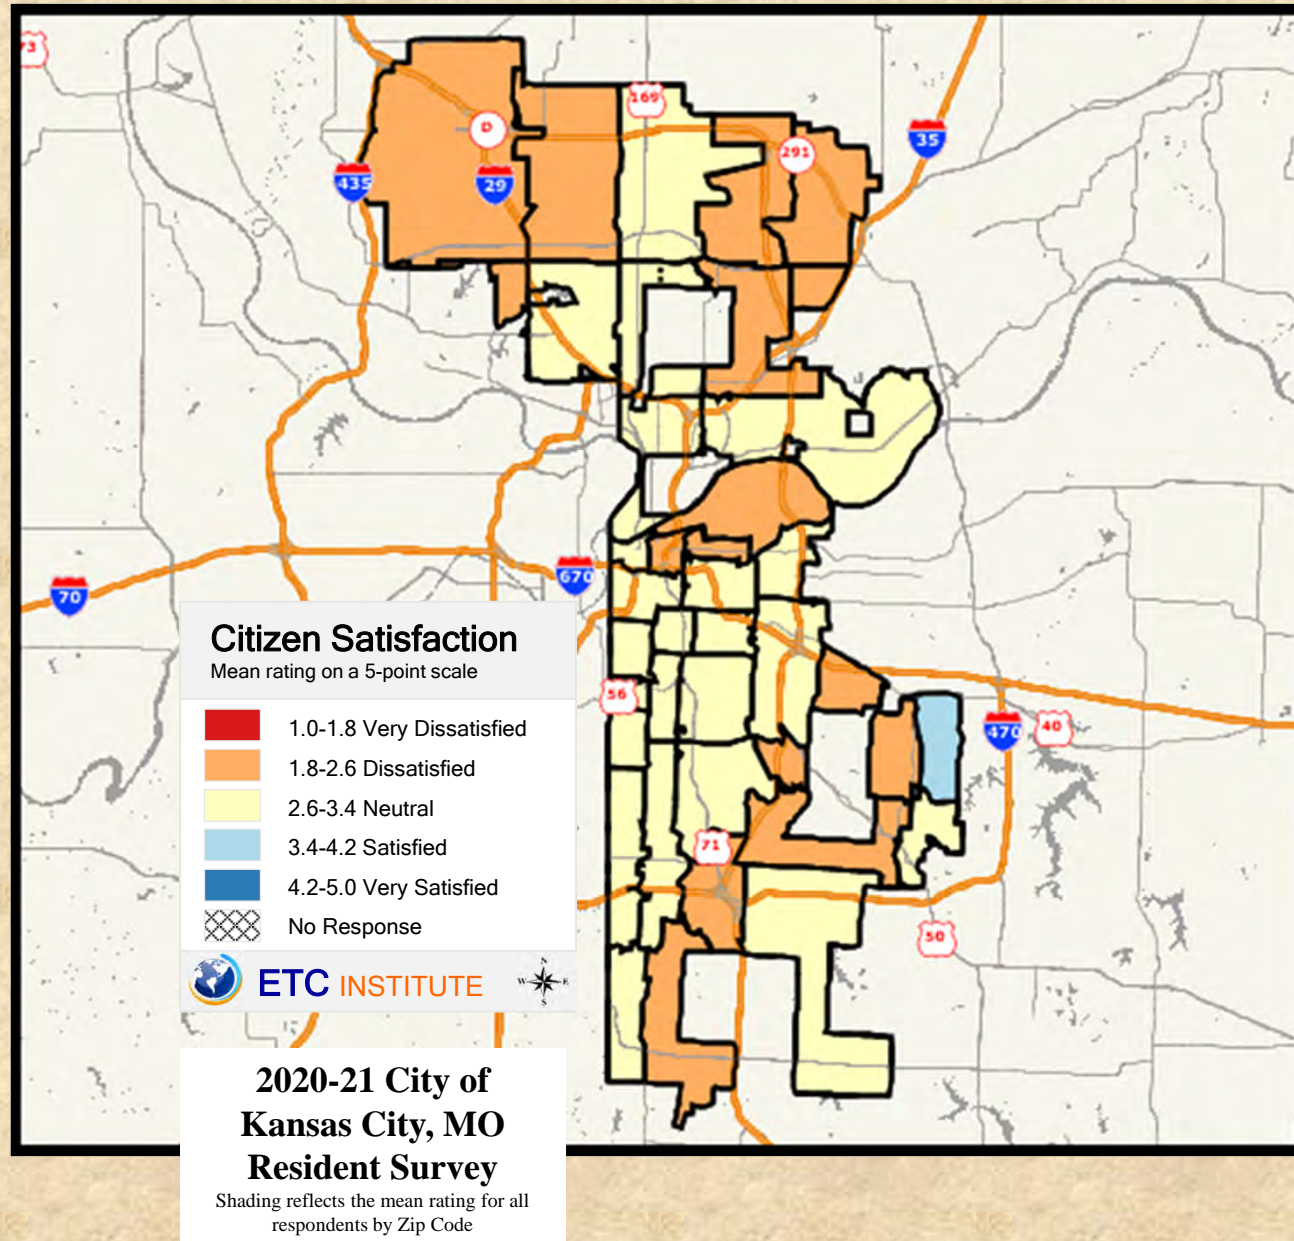 73
169
D
291
35
435
29
70
670
56
40
470
71
50
Citizen Satisfaction
Mean rating on a 5-point scale
1.0-1.8 Very Dissatisfied
1.8-2.6 Dissatisfied
2.6-3.4 Neutral
3.4-4.2 Satisfied
4.2-5.0 Very Satisfied
No Response
ETC INSTITUTE
N
W E
S
2020-21 City of
Kansas City, MO
Resident Survey
Shading reflects the mean rating for all
respondents by Zip Code